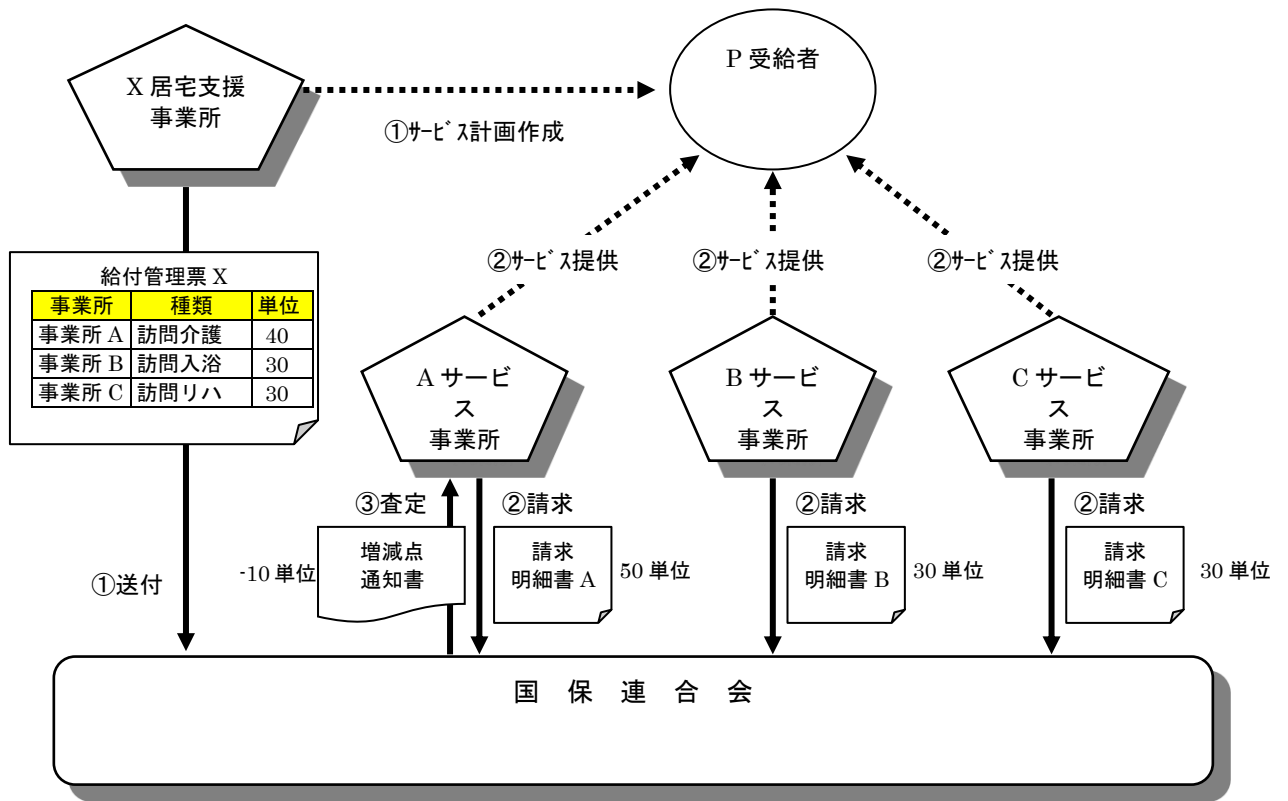 X 居宅支援
事業所
P 受給者
①ｻｰﾋﾞｽ計画作成
給付管理票 X
事業所 種類 単位
事業所 A 訪問介護 40
事業所 B 訪問入浴 30
事業所 C 訪問リハ 30
②ｻｰﾋﾞｽ提供
②ｻｰﾋﾞｽ提供
②ｻｰﾋﾞｽ提供
A サービ
ス
事業所
B サービ
ス
事業所
C サービ
ス
事業所
①送付
③査定
-10 単位
増減点
通知書
②請求
請求
明細書 A
50 単位
②請求
請求
明細書 B
30 単位
②請求
請求
明細書 C
30 単位
国 保 連 合 会